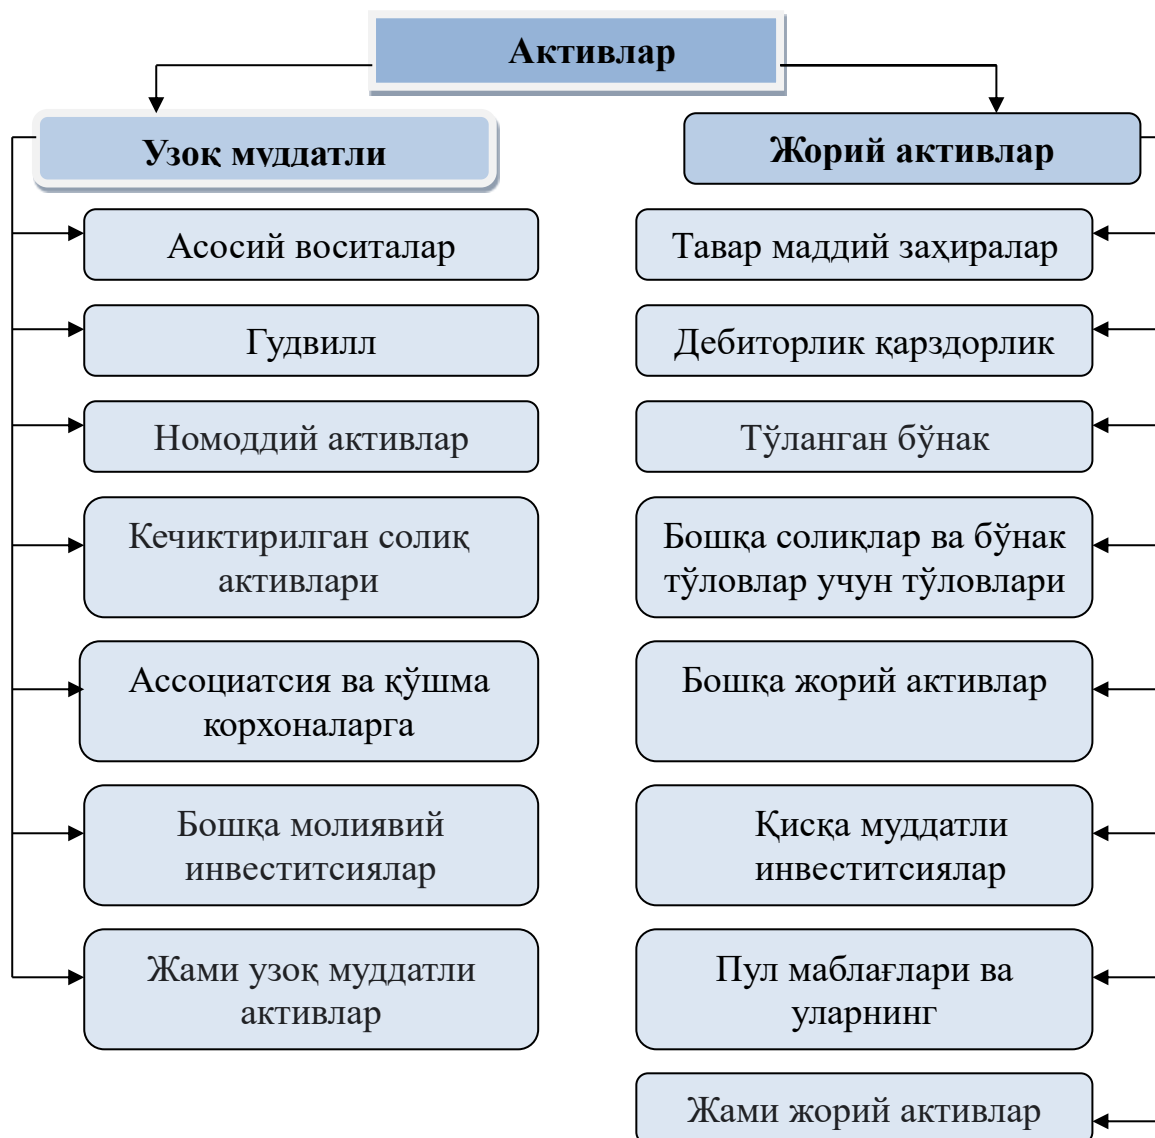 Активлар
Узоқ муддатли
Жорий активлар
Асосий воситалар
Гудвилл
Номоддий активлар
Кечиктирилган солиқ
активлари
Ассоциатсия ва қўшма
корхоналарга
Бошқа молиявий
инвеститсиялар
Жами узоқ муддатли
активлар
Тавар маддий заҳиралар
Дебиторлик қарздорлик
Тўланган бўнак
Бошқа солиқлар ва бўнак
тўловлар учун тўловлари
Бошқа жорий активлар
Қисқа муддатли
инвеститсиялар
Пул маблағлари ва
уларнинг
Жами жорий активлар